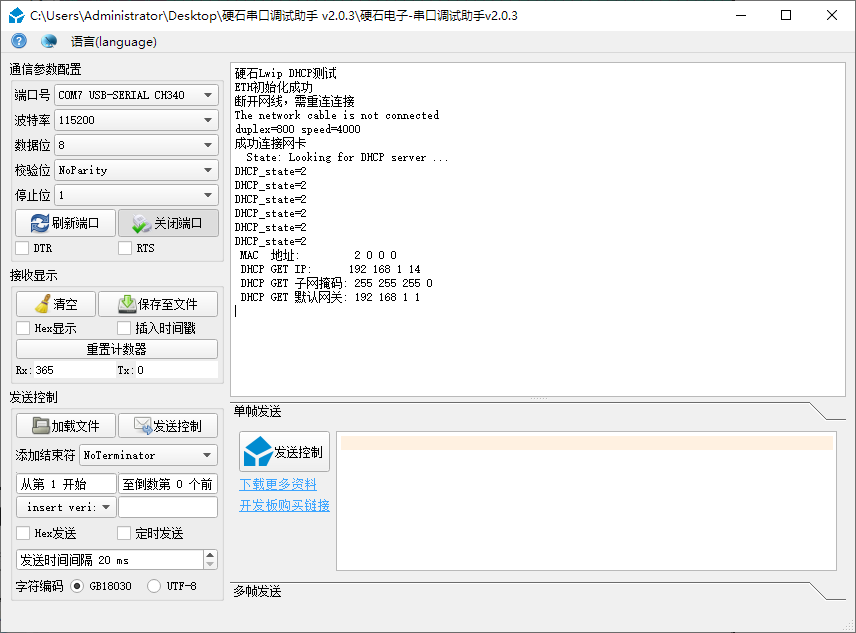 C:\Users\Administrator\Desktop\硬石串口调试助手 v2.0.3\硬石电子-串口调试助手v2.0.3
语言(language)
通信参数配置
端口号 COM7 USB-SERIAL CH340
波特率 115200
数据位 8
校验位 NoParity
停止位 1
刷新端口 关闭端口
DTR RTS
接收显示
清空 保存至文件
Hex显示 插入时间戳
重置计数器
Rx: 365 Tx: 0
发送控制
加载文件 发送控制
添加结束符 NoTerminator
从第 1 开始 至倒数第 0 个前
insert veri:
Hex发送 定时发送
发送时间间隔 20 ms
字符编码 GB18030 UTF-8
硬石Lwip DHCP测试
ETH初始化成功
断开网线，需重连连接
The network cable is not connected
duplex=800 speed=4000
成功连接网卡
State: Looking for DHCP server ...
DHCP_state=2
DHCP_state=2
DHCP_state=2
DHCP_state=2
DHCP_state=2
DHCP_state=2
MAC 地址: 2 0 0 0
DHCP GET IP: 192 168 1 14
DHCP GET 子网掩码: 255 255 255 0
DHCP GET 默认网关: 192 168 1 1
单帧发送
发送控制
下载更多资料
开发板购买链接
多帧发送